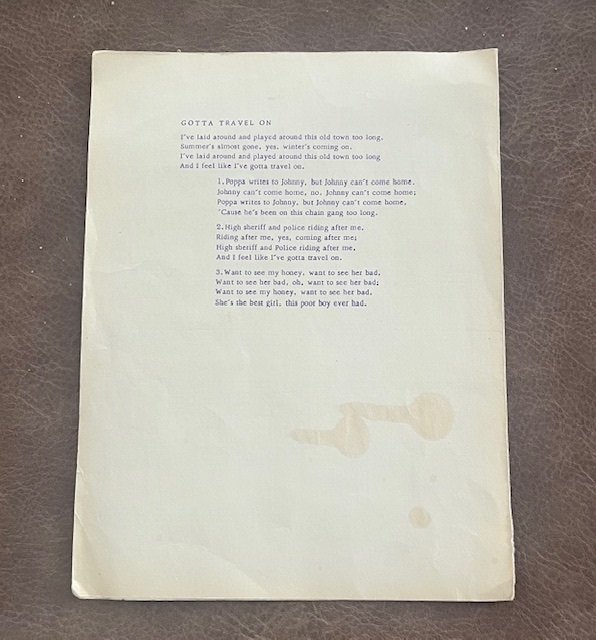 GOTTA TRAVEL ON
I've laid around and played around this old town too long.
Summer's almost gone, yes, winter's coming on.
I've laid around and played around this old town too long
And I feel like I've gotta travel on.
1. Poppa writes to Johnny, but Johnny can't come home.
Johnny can't come home, no, Johnny can't come home;
Poppa writes to Johnny, but Johnny can't come home,
'Cause he's been on this chain gang too long.
2. High sheriff and police riding after me.
Riding after me, yes, coming after me;
High sheriff and Police riding after me.
And I feel like I've gotta travel on.
3. Want to see my honey, want to see her bad,
Want to see her bad, oh, want to see her bad;
Want to see my honey, want to see her bad.
She's the best girl, this poor boy ever had.